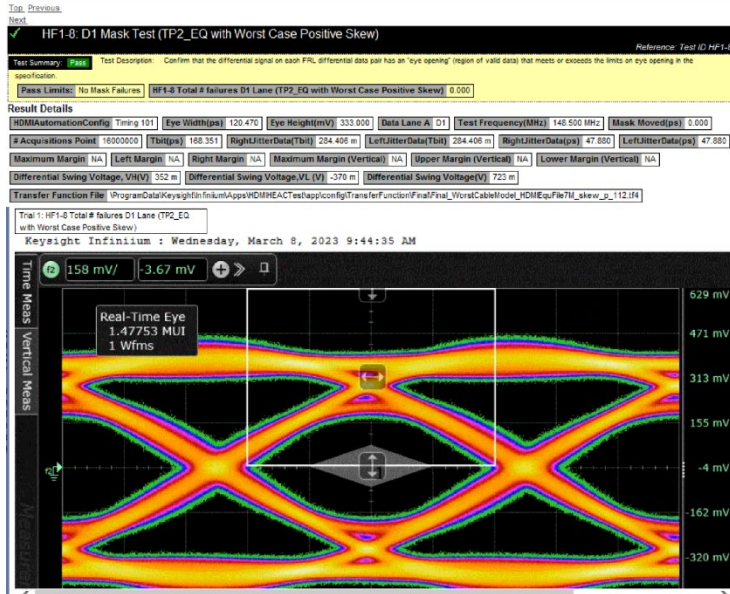 Top Previous
Next
HF1-8: D1 Mask Test (TP2_EQ with Worst Case Positive Skew)
Reference: Test ID HF1-8
Test Summary: Pass Test Description: Confirm that the differential signal on each FRL differential data pair has an "eye opening" (region of valid data) that meets or exceeds the limits on eye opening in the
specification.
Pass Limits: No Mask Failures HF1-8 Total # failures D1 Lane (TP2_EQ with Worst Case Positive Skew) 0.000
Result Details
HDMIAutomationConfig Timing 101 Eye Width(ps) 120.470 Eye Height(mV) 333.000 Data Lane A D1 Test Frequency(MHz) 148.500 MHz Mask Moved(ps) 0.000
# Acquisitions Point 16000000 Tbit(ps) 168.351 RightJitterData(Tbit) 284.406 m LeftJitterData(Tbit) 284.406 m RightJitterData(ps) 47.880 LeftJitterData(ps) 47.880
Maximum Margin NA Left Margin NA Right Margin NA Maximum Margin (Vertical) NA Upper Margin (Vertical) NA Lower Margin (Vertical) NA
Differential Swing Voltage, VH(V) 352 m Differential Swing Voltage,VL (V) -370 m Differential Swing Voltage(V) 723 m
Transfer Function File \ProgramData\Keysight\Infiniium\Apps\HDMIHEACTest\app\config\TransferFunction\Final\Final_WorstCableModel_HDMIEquFile7M_skew_p_112.tf4
Trial 1: HF1-8 Total # failures D1 Lane (TP2_EQ
with Worst Case Positive Skew)
Keysight Infiniium : Wednesday, March 8, 2023 9:44:35 AM
Time Meas
Vertical Meas
f2 158 mV/ -3.67 mV
Real-Time Eye
1.47753 MUI
1 Wfms
629 mV
471 mV
313 mV
155 mV
-4 mV
-162 mV
-320 mV
f2
1